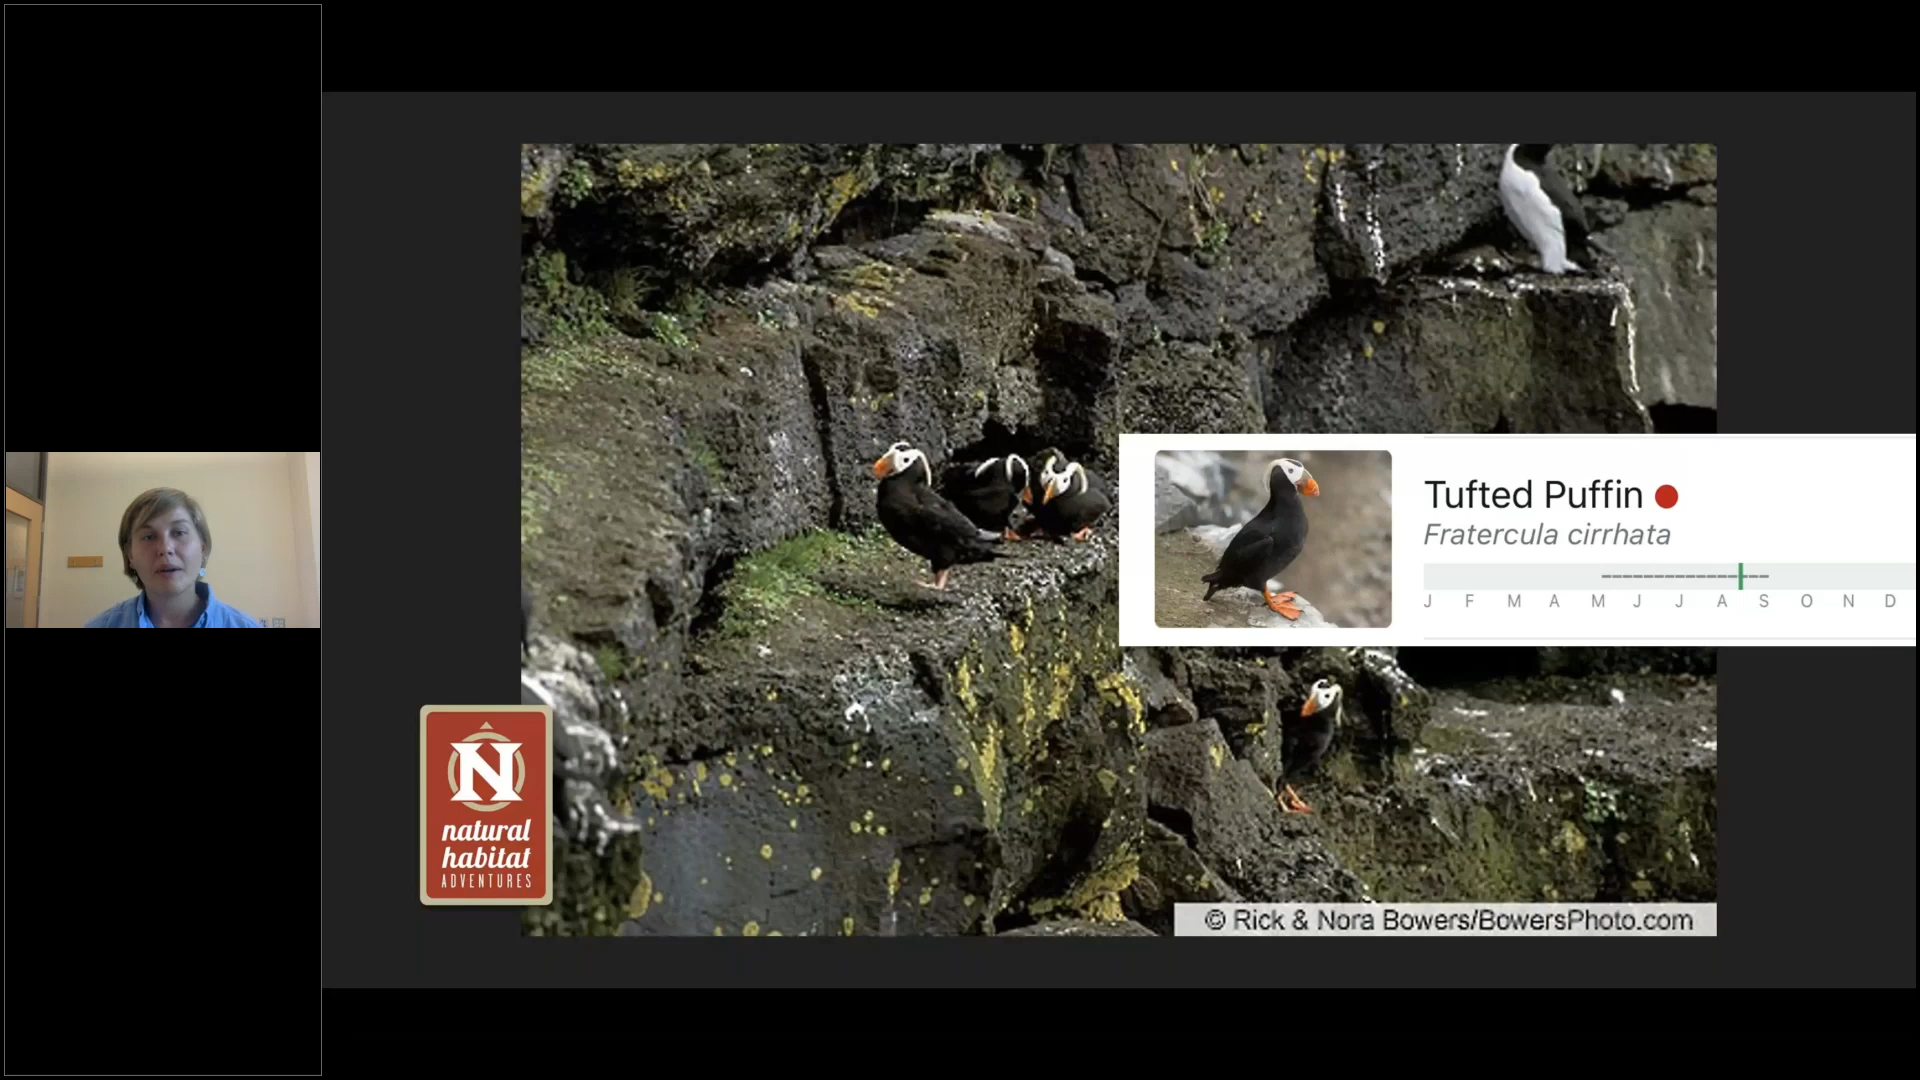 Tufted Puffin
Fratercula cirrhata
J F M A M J J A S O N D
N
natural
habitat
ADVENTURES
© Rick & Nora Bowers/BowersPhoto.com